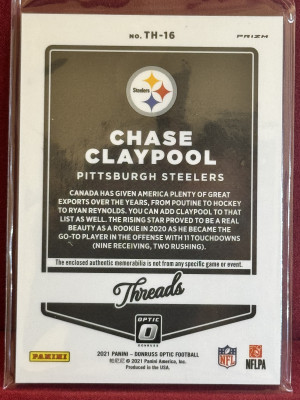 NO. TH-16
PRIZM
Steelers
CHASE
CLAYPOOL
PITTSBURGH STEELERS
CANADA HAS GIVEN AMERICA PLENTY OF GREAT
EXPORTS OVER THE YEARS, FROM POUTINE TO HOCKEY
TO RYAN REYNOLDS. YOU CAN ADD CLAYPOOL TO THAT
LIST AS WELL. THE RISING STAR PROVED TO BE A REAL
BEAUTY AS A ROOKIE IN 2020 AS HE BECAME THE
GO-TO PLAYER IN THE OFFENSE WITH 11 TOUCHDOWNS
(NINE RECEIVING, TWO RUSHING).
The enclosed authentic memorabilia is not from any specific game or event.
Threads
OPTIC
DONRUSS
PANINI
2021 PANINI – DONRUSS OPTIC FOOTBALL
© 2021 Panini America, Inc.
Produced in the USA.
NFL
NFLPA